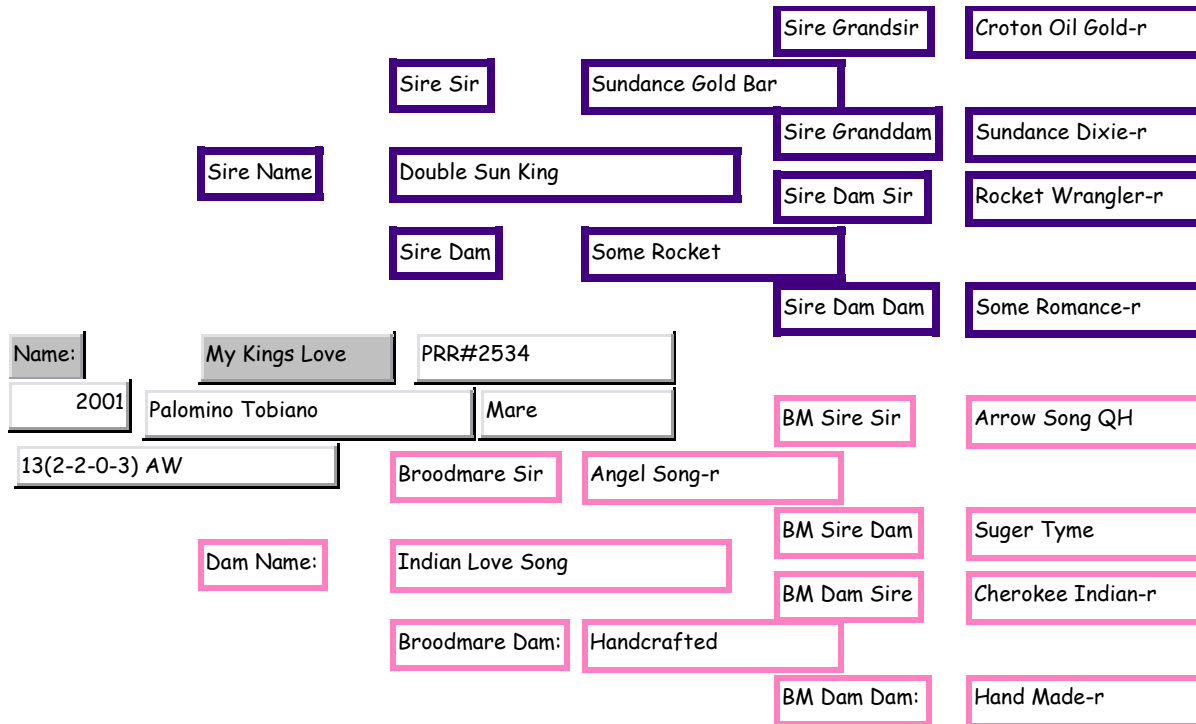 Sire Grandsir Croton Oil Gold-r
Sire Sir Sundance Gold Bar
Sire Granddam Sundance Dixie-r
Sire Name Double Sun King
Sire Dam Sir Rocket Wrangler-r
Sire Dam Some Rocket
Sire Dam Dam Some Romance-r
Name: My Kings Love PRR#2534
2001 Palomino Tobiano Mare
BM Sire Sir Arrow Song QH
13(2-2-0-3) AW
Broodmare Sir Angel Song-r
BM Sire Dam Suger Tyme
Dam Name: Indian Love Song
BM Dam Sire Cherokee Indian-r
Broodmare Dam: Handcrafted
BM Dam Dam: Hand Made-r